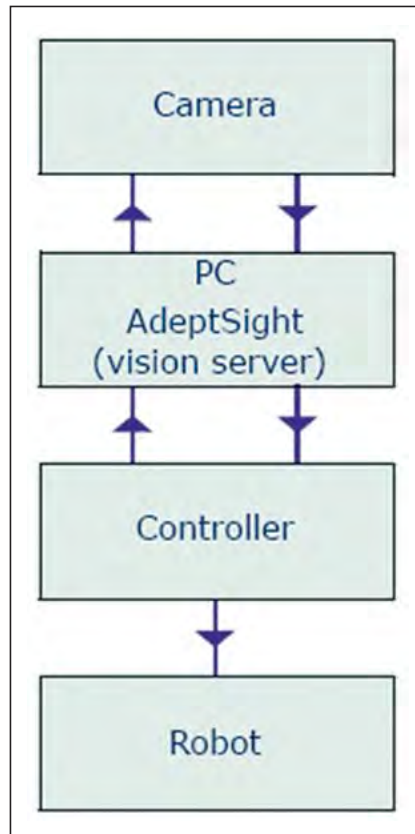 Camera
PC
AdeptSight
(vision server)
Controller
Robot